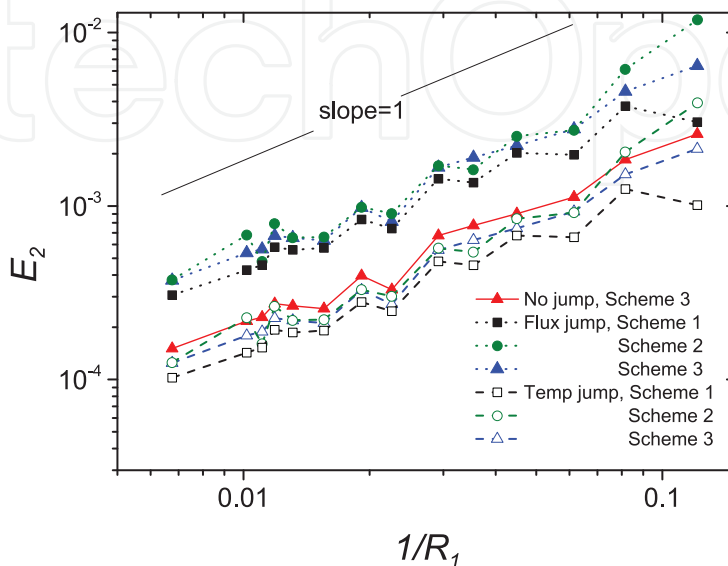 techOp
10^-2
slope=1
10^-3
E_2
No jump, Scheme 3
Flux jump, Scheme 1
Scheme 2
Scheme 3
10^-4
Temp jump, Scheme 1
Scheme 2
Scheme 3
0.01
0.1
1/R_1